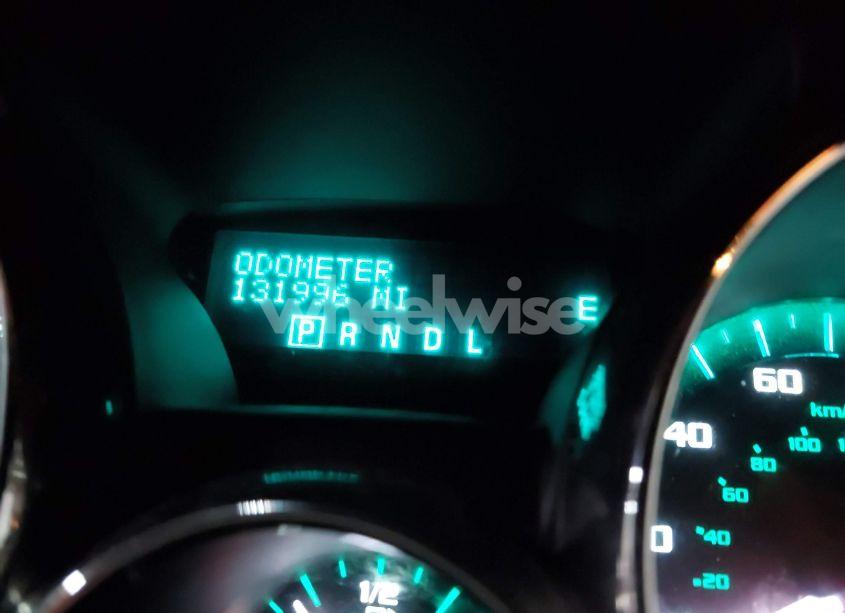 ODOMETER
131996 MI
P R N D L
E
wheelwise
60
km/
40
100
80
60
40
20
1/2